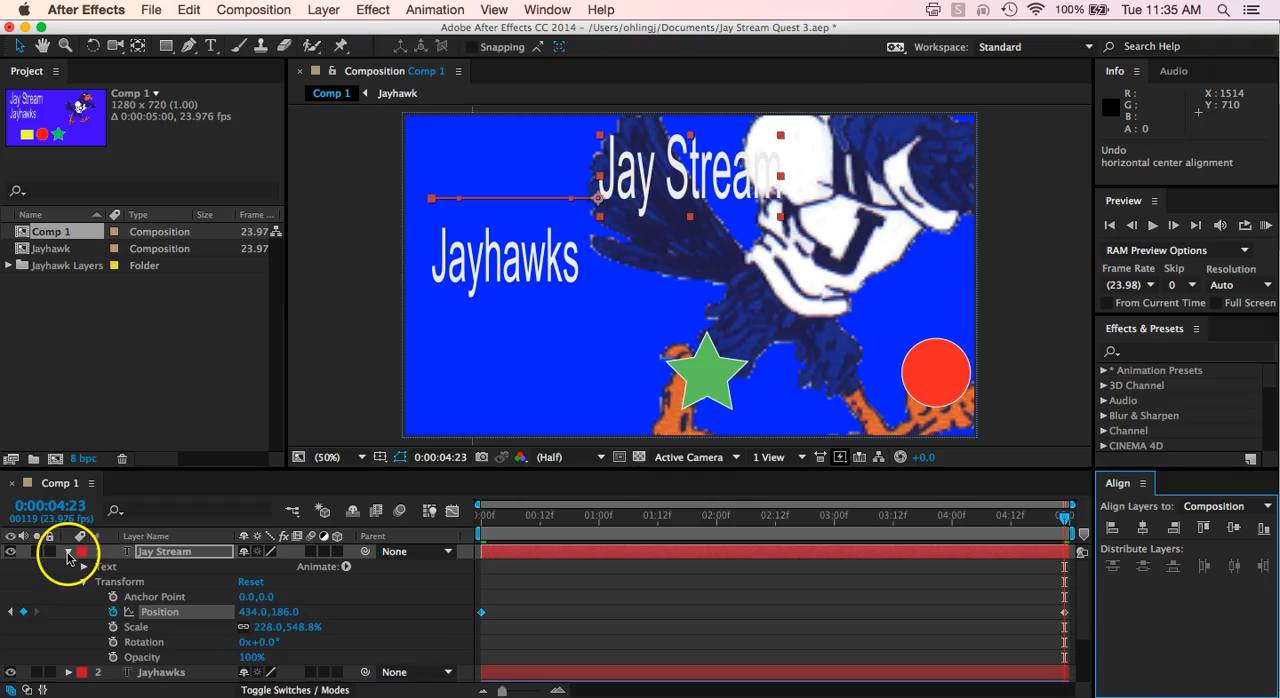 After Effects File Edit Composition Layer Effect Animation View Window Help 100% Tue 11:35 AM
Adobe After Effects CC 2014 - /Users/ohlingj/Documents/Jay Stream Quest 3.aep *
Snapping Workspace: Standard Search Help
Project
Comp 1
1280 x 720 (1.00)
Δ 0:00:05:00, 23.976 fps
Jay Stream
Jayhawks
Name Type Size Frame ...
Comp 1 Composition 23.97
Jayhawk Composition 23.97
Jayhawk Layers Folder
8 bpc
Composition Comp 1
Comp 1 Jayhawk
Jay Stream
Jayhawks
J
(50%) 0:00:04:23 (Half) Active Camera 1 View +0.0
Info Audio
R : X : 1514
G : Y : 710
B :
A : 0
Undo
horizontal center alignment
Preview
RAM Preview Options
Frame Rate Skip Resolution
(23.98) 0 Auto
From Current Time Full Screen
Effects & Presets
* Animation Presets
3D Channel
Audio
Blur & Sharpen
Channel
CINEMA 4D
Comp 1
0:00:04:23
00119 (23.976 fps)
# Layer Name Parent
:00f 00:12f 01:00f 01:12f 02:00f 02:12f 03:00f 03:12f 04:00f 04:12f
Jay Stream None
Text Animate:
Transform Reset
Anchor Point 0.0,0.0
Position 434.0,186.0
Scale 228.0,548.8%
Rotation 0x+0.0°
Opacity 100%
2 Jayhawks None
Toggle Switches / Modes
Align
Align Layers to: Composition
Distribute Layers: